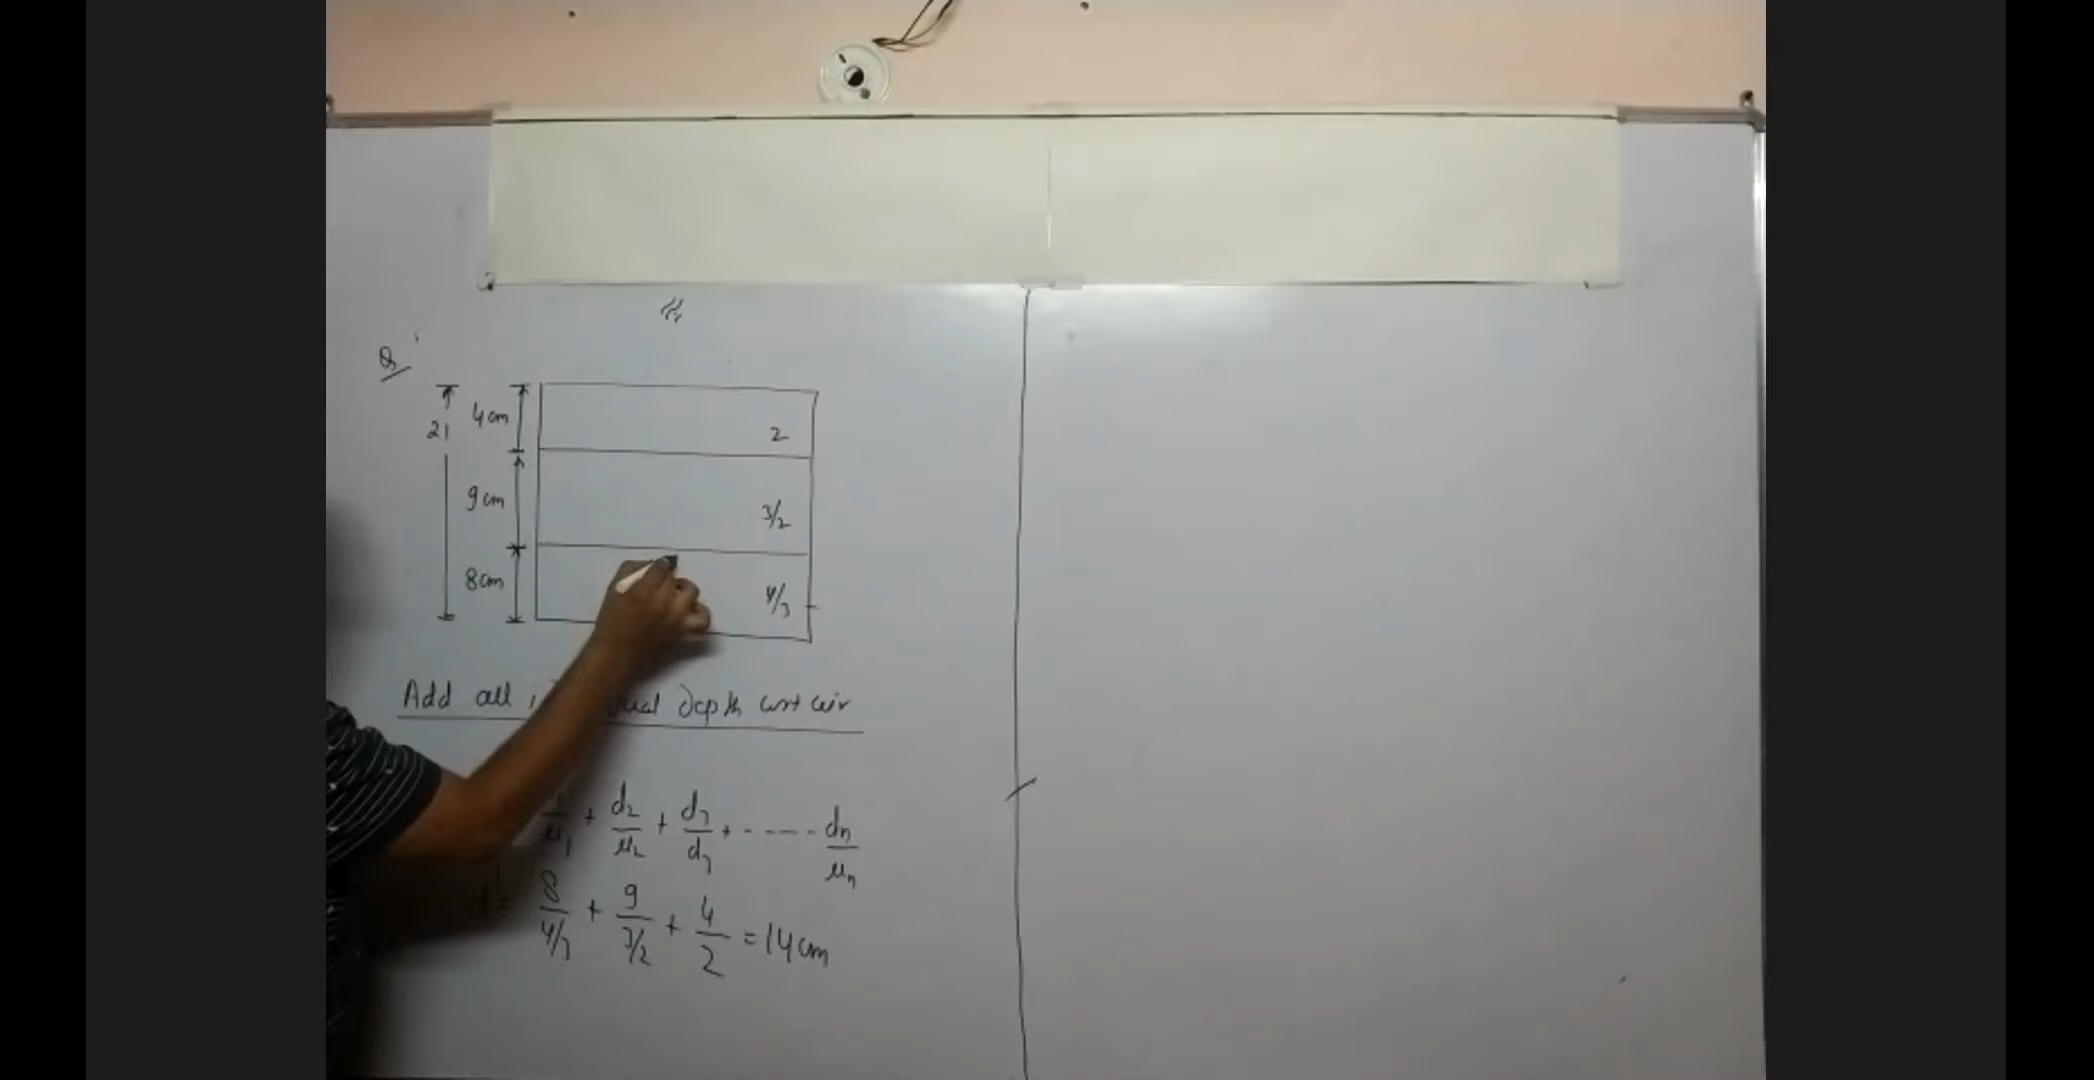 Q
21
4cm
2
9cm
3/2
8cm
4/3
Add all Depth wrt air
μ1 + d2/μ2 + d3/d3 + ----- dn/μn
d = 8/4/3 + 9/3/2 + 4/2 = 14cm